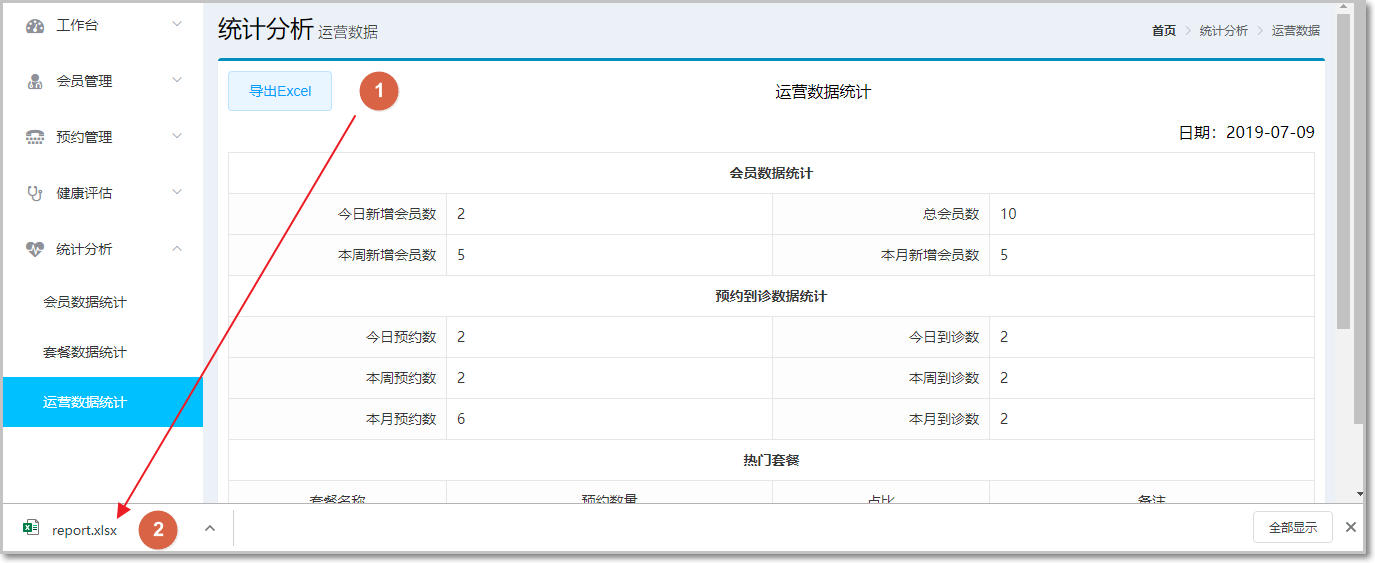 工作台
会员管理
预约管理
健康评估
统计分析
会员数据统计
套餐数据统计
运营数据统计
统计分析 运营数据
首页 > 统计分析 > 运营数据
导出Excel
1
运营数据统计
日期：2019-07-09
会员数据统计
今日新增会员数 2 总会员数 10
本周新增会员数 5 本月新增会员数 5
预约到诊数据统计
今日预约数 2 今日到诊数 2
本周预约数 2 本周到诊数 2
本月预约数 6 本月到诊数 2
热门套餐
套餐名称 预约数量 占比 备注
report.xlsx
2
全部显示